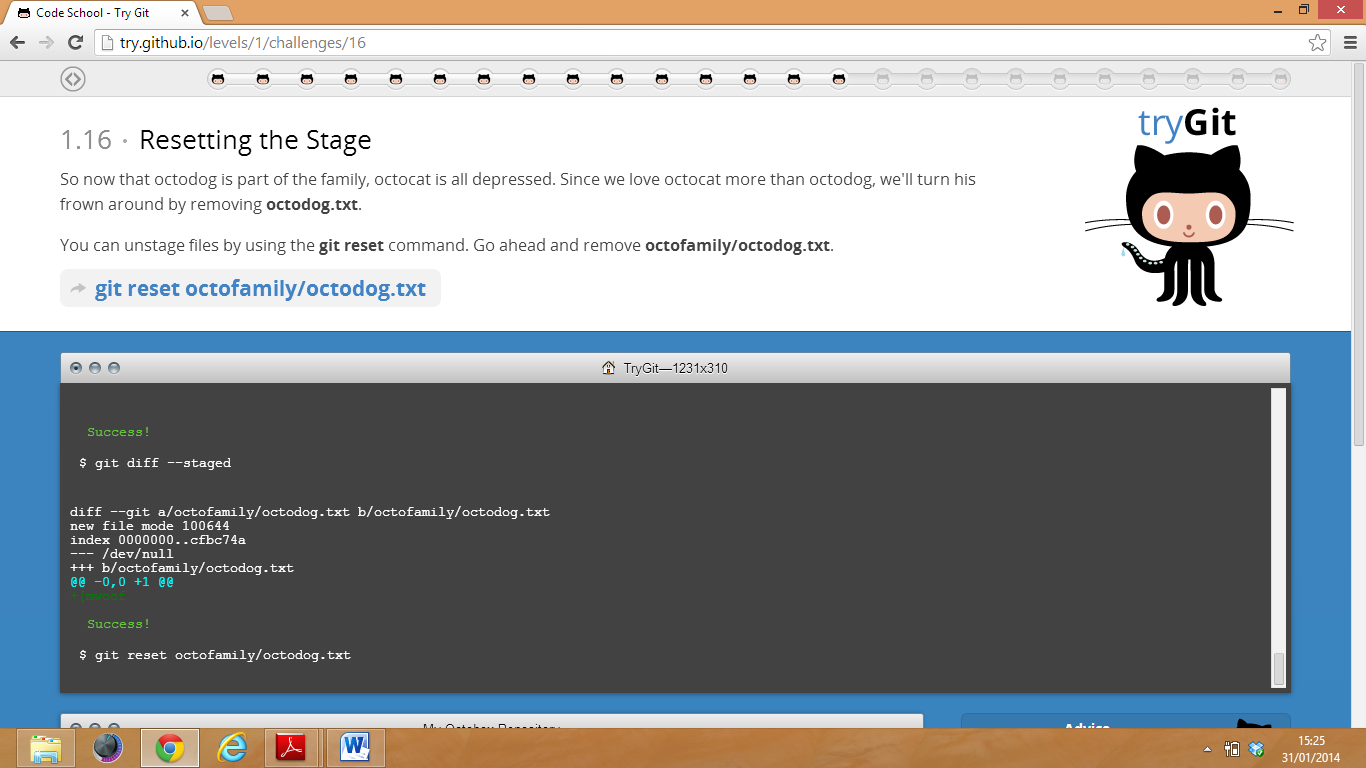 Code School - Try Git
try.github.io/levels/1/challenges/16
tryGit
1.16 · Resetting the Stage
So now that octodog is part of the family, octocat is all depressed. Since we love octocat more than octodog, we'll turn his
frown around by removing octodog.txt.
You can unstage files by using the git reset command. Go ahead and remove octofamily/octodog.txt.
git reset octofamily/octodog.txt
TryGit—1231x310
Success!
$ git diff --staged
diff --git a/octofamily/octodog.txt b/octofamily/octodog.txt
new file mode 100644
index 0000000..cfbc74a
--- /dev/null
+++ b/octofamily/octodog.txt
@@ -0,0 +1 @@
Success!
$ git reset octofamily/octodog.txt
My Octobox Repository
Advice
15:25
31/01/2014